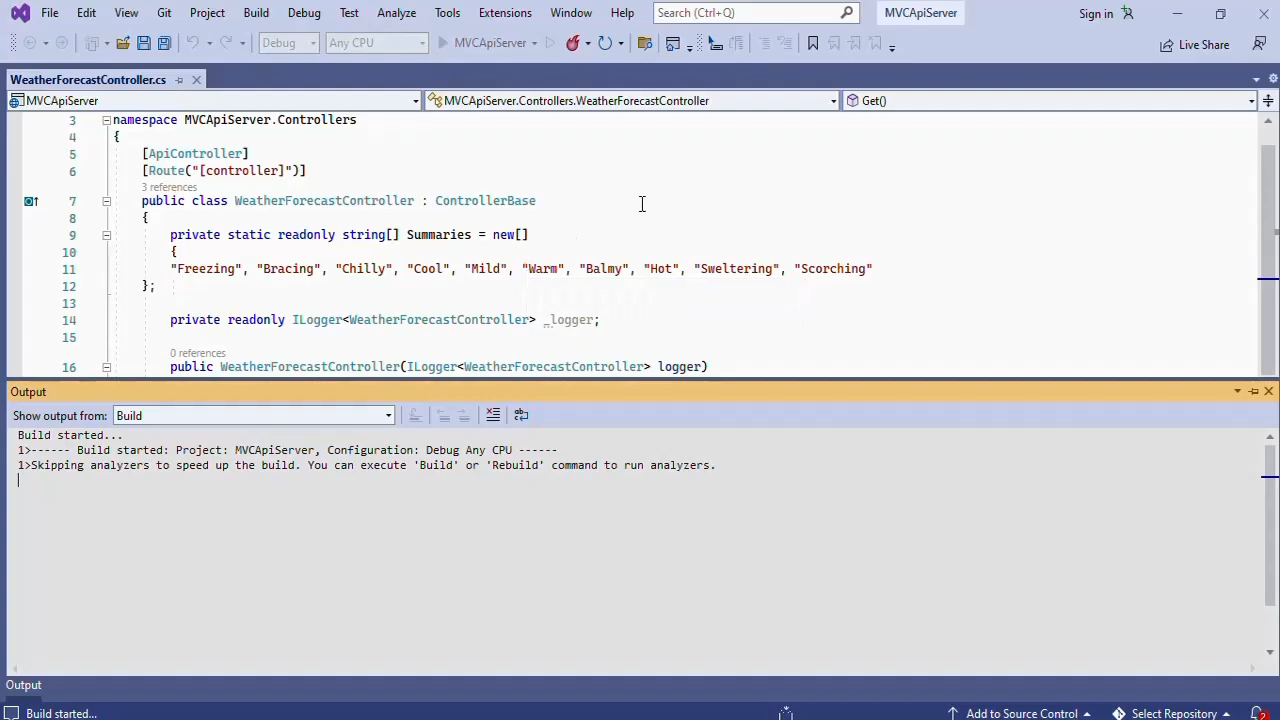 File Edit View Git Project Build Debug Test Analyze Tools Extensions Window Help Search (Ctrl+Q) MVCApiServer Sign in
Debug Any CPU MVCApiServer Live Share
WeatherForecastController.cs
MVCApiServer MVCApiServer.Controllers.WeatherForecastController Get()
3 namespace MVCApiServer.Controllers
4 {
5 [ApiController]
6 [Route("[controller]")]
3 references
7 public class WeatherForecastController : ControllerBase
8 {
9 private static readonly string[] Summaries = new[]
10 {
11 "Freezing", "Bracing", "Chilly", "Cool", "Mild", "Warm", "Balmy", "Hot", "Sweltering", "Scorching"
12 };
13
14 private readonly ILogger<WeatherForecastController> _logger;
15
0 references
16 public WeatherForecastController(ILogger<WeatherForecastController> logger)
Output
Show output from: Build
Build started...
1>------ Build started: Project: MVCApiServer, Configuration: Debug Any CPU ------
1>Skipping analyzers to speed up the build. You can execute 'Build' or 'Rebuild' command to run analyzers.
Output
Build started... Add to Source Control Select Repository 2